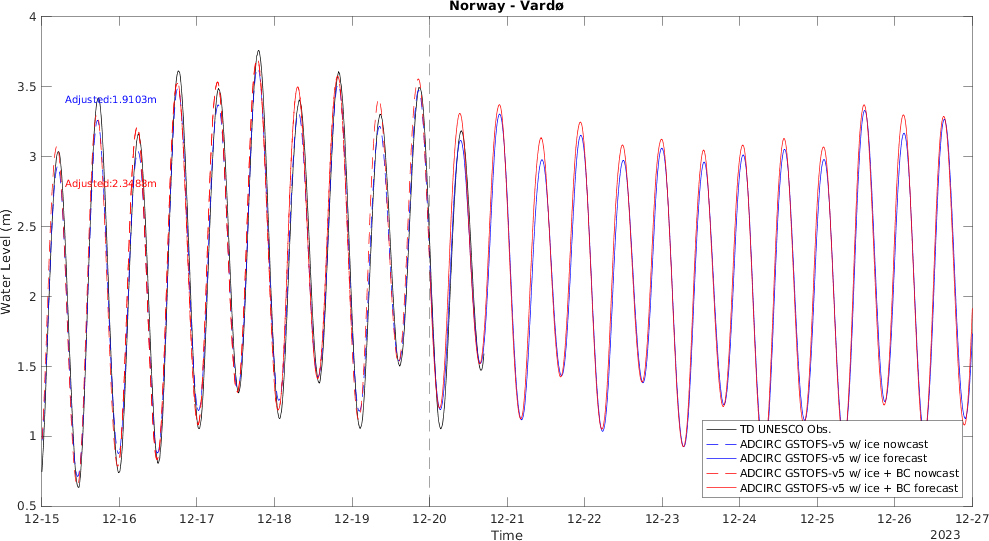 Norway - Vardø
4
3.5
3
2.5
2
1.5
1
0.5
Water Level (m)
Adjusted:1.9103m
Adjusted:2.3488m
TD UNESCO Obs.
ADCIRC GSTOFS-v5 w/ ice nowcast
ADCIRC GSTOFS-v5 w/ ice forecast
ADCIRC GSTOFS-v5 w/ ice + BC nowcast
ADCIRC GSTOFS-v5 w/ ice + BC forecast
12-15 12-16 12-17 12-18 12-19 12-20 12-21 12-22 12-23 12-24 12-25 12-26 12-27
Time
2023